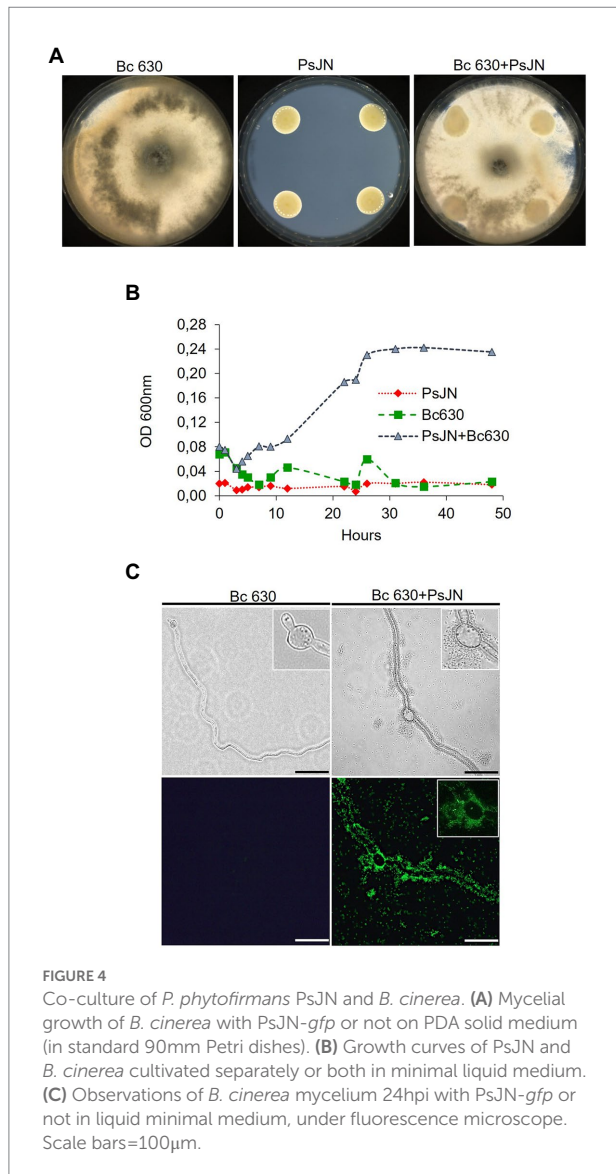 A
Bc 630
PsJN
Bc 630+PsJN
B
0,28
0,24
0,20
0,16
0,12
0,08
0,04
0,00
OD 600nm
0
10
20
30
40
50
Hours
PsJN
Bc630
PsJN+Bc630
C
Bc 630
Bc 630+PsJN
FIGURE 4
Co-culture of P. phytofirmans PsJN and B. cinerea. (A) Mycelial
growth of B. cinerea with PsJN-gfp or not on PDA solid medium
(in standard 90mm Petri dishes). (B) Growth curves of PsJN and
B. cinerea cultivated separately or both in minimal liquid medium.
(C) Observations of B. cinerea mycelium 24hpi with PsJN-gfp or
not in liquid minimal medium, under fluorescence microscope.
Scale bars=100μm.